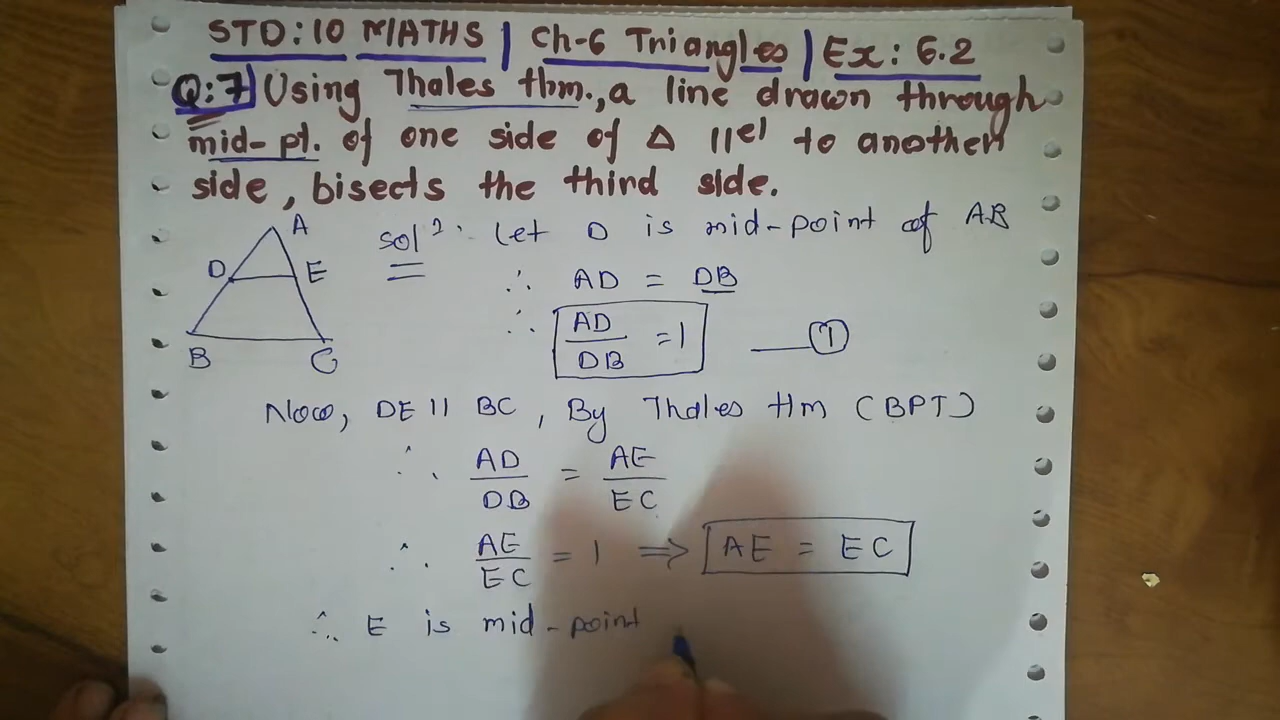 STD:10 MATHS | Ch-6 Triangles | Ex: 6.2
Q:7 Using Thales thm., a line drawn through
mid-pt. of one side of Δ ||el to another
side, bisects the third side.
A
D E
B C
solⁿ. Let D is mid-point of AB
∴ AD = DB
∴ AD/DB = 1 ——— ①
Now, DE || BC, By Thales thm (BPT)
∴ AD/DB = AE/EC
∴ AE/EC = 1 ⇒ AE = EC
∴ E is mid-point